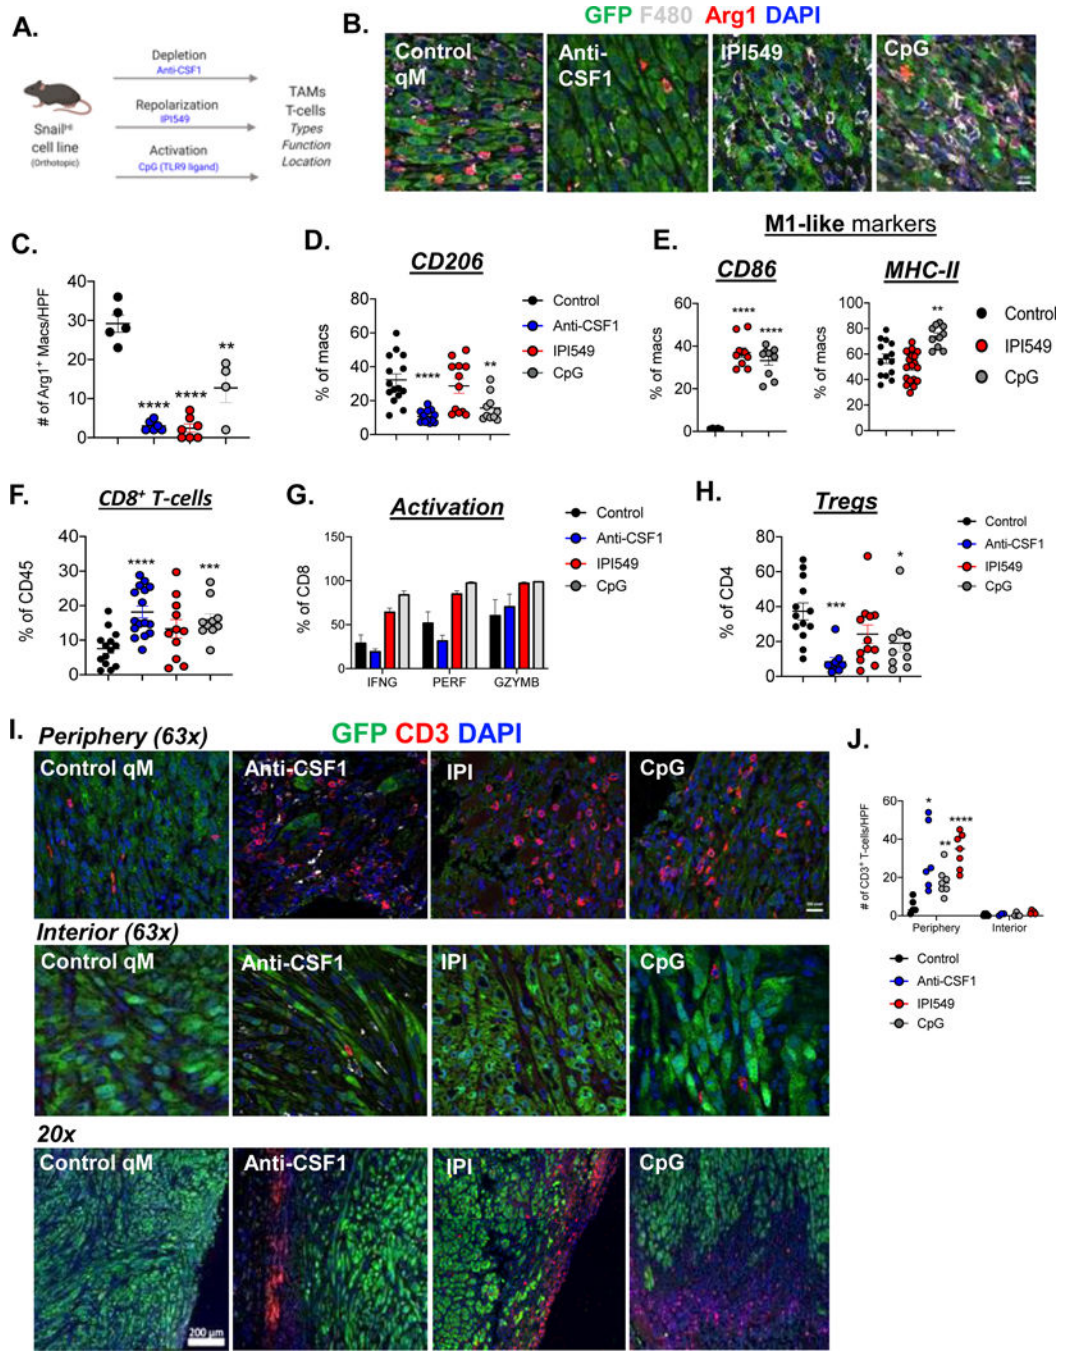 A.
Snail^HI
cell line
(Orthotopic)
Depletion
Anti-CSF1
Repolarization
IPI549
Activation
CpG (TLR9 ligand)
TAMs
T-cells
Types
Function
Location
B.
GFP F480 Arg1 DAPI
Control
qM
Anti-
CSF1
IPI549
CpG
C.
# of Arg1⁺ Macs/HPF
40
30
20
10
0
****
****
**
D.
CD206
% of macs
80
60
40
20
0
****
**
Control
Anti-CSF1
IPI549
CpG
E.
M1-like markers
CD86
% of macs
60
40
20
0
****
****
MHC-II
% of macs
100
80
60
40
20
0
**
Control
IPI549
CpG
F.
CD8⁺ T-cells
% of CD45
40
30
20
10
0
****
***
G.
Activation
% of CD8
150
100
50
0
IFNG
PERF
GZYMB
Control
Anti-CSF1
IPI549
CpG
H.
Tregs
% of CD4
80
60
40
20
0
***
*
Control
Anti-CSF1
IPI549
CpG
I.
Periphery (63x)
GFP CD3 DAPI
Control qM
Anti-CSF1
IPI
CpG
Interior (63x)
Control qM
Anti-CSF1
IPI
CpG
20x
Control qM
Anti-CSF1
IPI
CpG
200 μm
J.
# of CD3⁺ T-cells/HPF
60
40
20
0
*
**
****
Periphery
Interior
Control
Anti-CSF1
IPI549
CpG